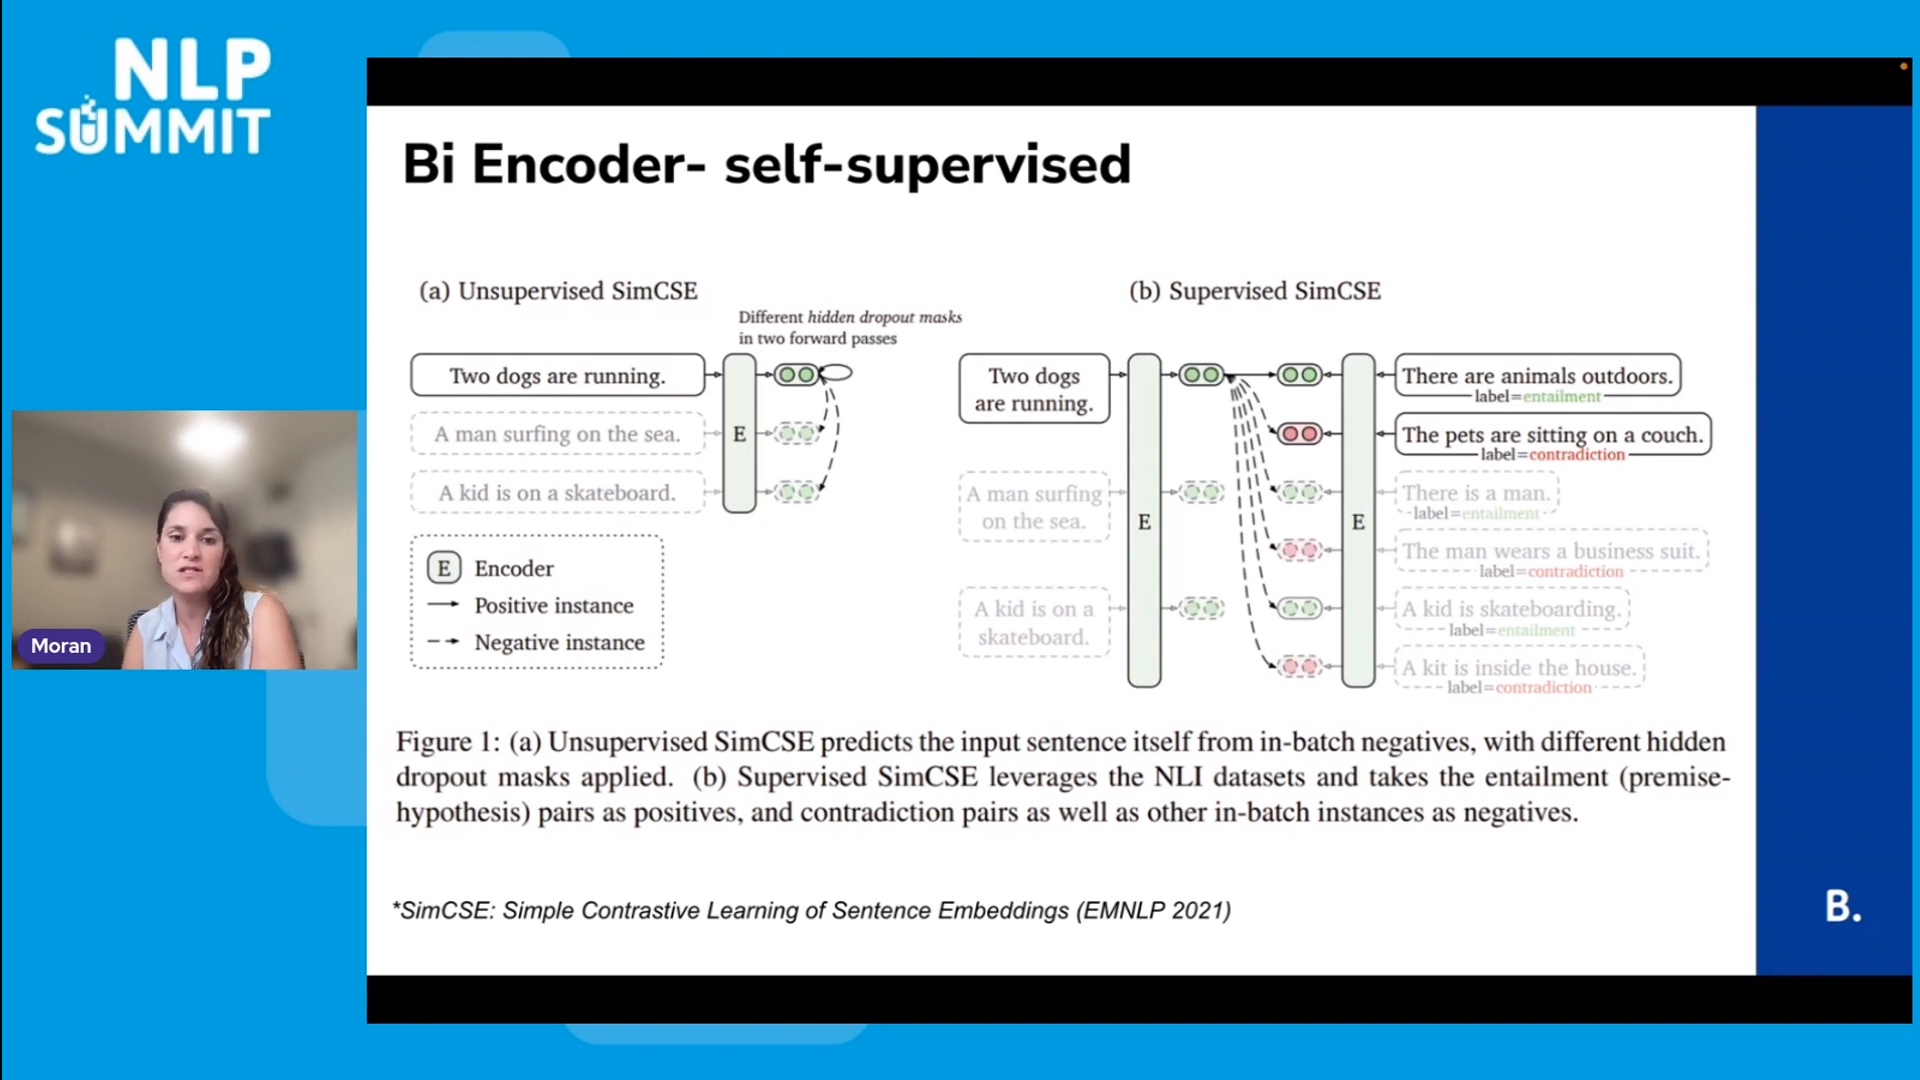 NLP
SUMMIT
Bi Encoder- self-supervised
(a) Unsupervised SimCSE
Different hidden dropout masks
in two forward passes
Two dogs are running.
A man surfing on the sea.
A kid is on a skateboard.
E
E Encoder
Positive instance
Negative instance
(b) Supervised SimCSE
Two dogs
are running.
A man surfing
on the sea.
A kid is on a
skateboard.
E
E
There are animals outdoors.
label=entailment
The pets are sitting on a couch.
label=contradiction
There is a man.
label=entailment
The man wears a business suit.
label=contradiction
A kid is skateboarding.
label=entailment
A kit is inside the house.
label=contradiction
Figure 1: (a) Unsupervised SimCSE predicts the input sentence itself from in-batch negatives, with different hidden
dropout masks applied. (b) Supervised SimCSE leverages the NLI datasets and takes the entailment (premise-
hypothesis) pairs as positives, and contradiction pairs as well as other in-batch instances as negatives.
*SimCSE: Simple Contrastive Learning of Sentence Embeddings (EMNLP 2021)
B.
Moran